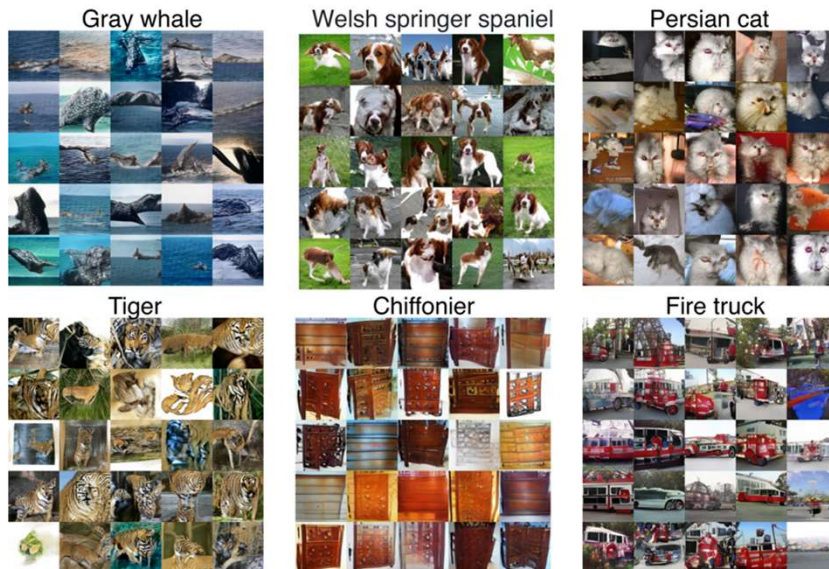 Gray whale
Welsh springer spaniel
Persian cat
Tiger
Chiffonier
Fire truck